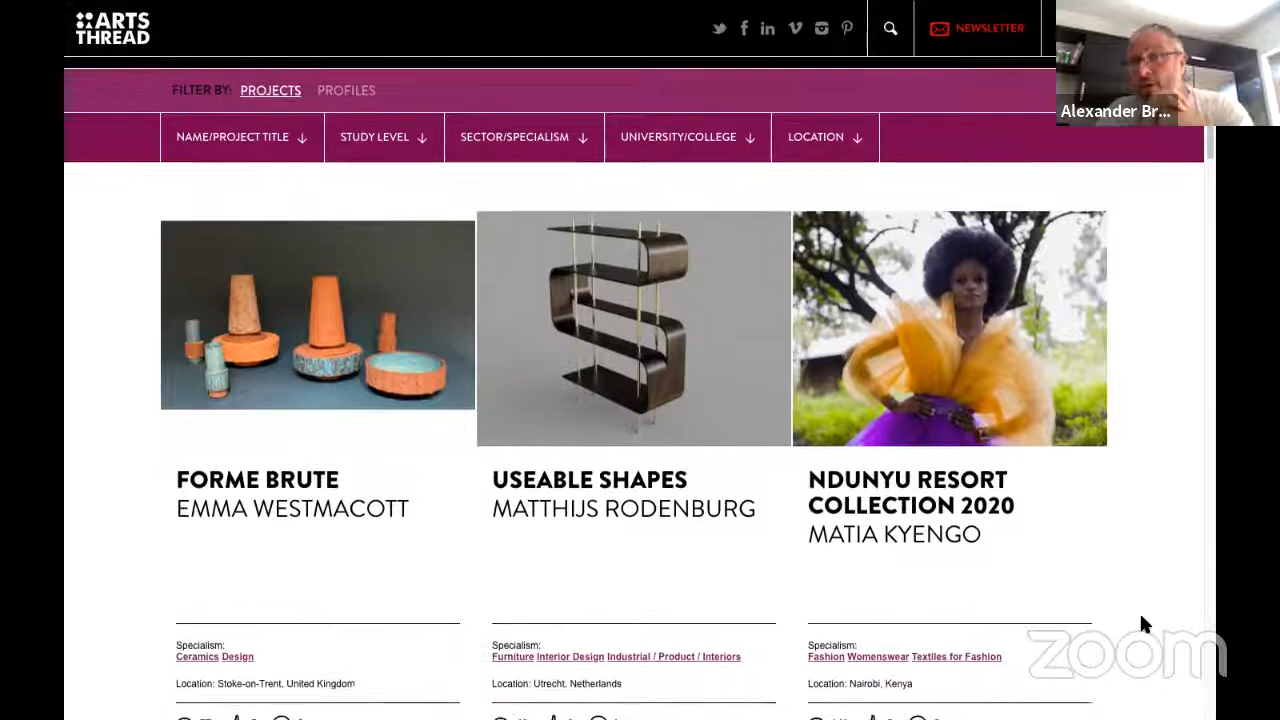 ARTS
THREAD
NEWSLETTER
Alexander Br...
FILTER BY: PROJECTS PROFILES
NAME/PROJECT TITLE
STUDY LEVEL
SECTOR/SPECIALISM
UNIVERSITY/COLLEGE
LOCATION
FORME BRUTE
EMMA WESTMACOTT
USEABLE SHAPES
MATTHIJS RODENBURG
NDUNYU RESORT
COLLECTION 2020
MATIA KYENGO
Specialism:
Ceramics Design
Location: Stoke-on-Trent, United Kingdom
Specialism:
Furniture Interior Design Industrial / Product / Interiors
Location: Utrecht, Netherlands
Specialism:
Fashion Womenswear Textiles for Fashion
Location: Nairobi, Kenya
zoom